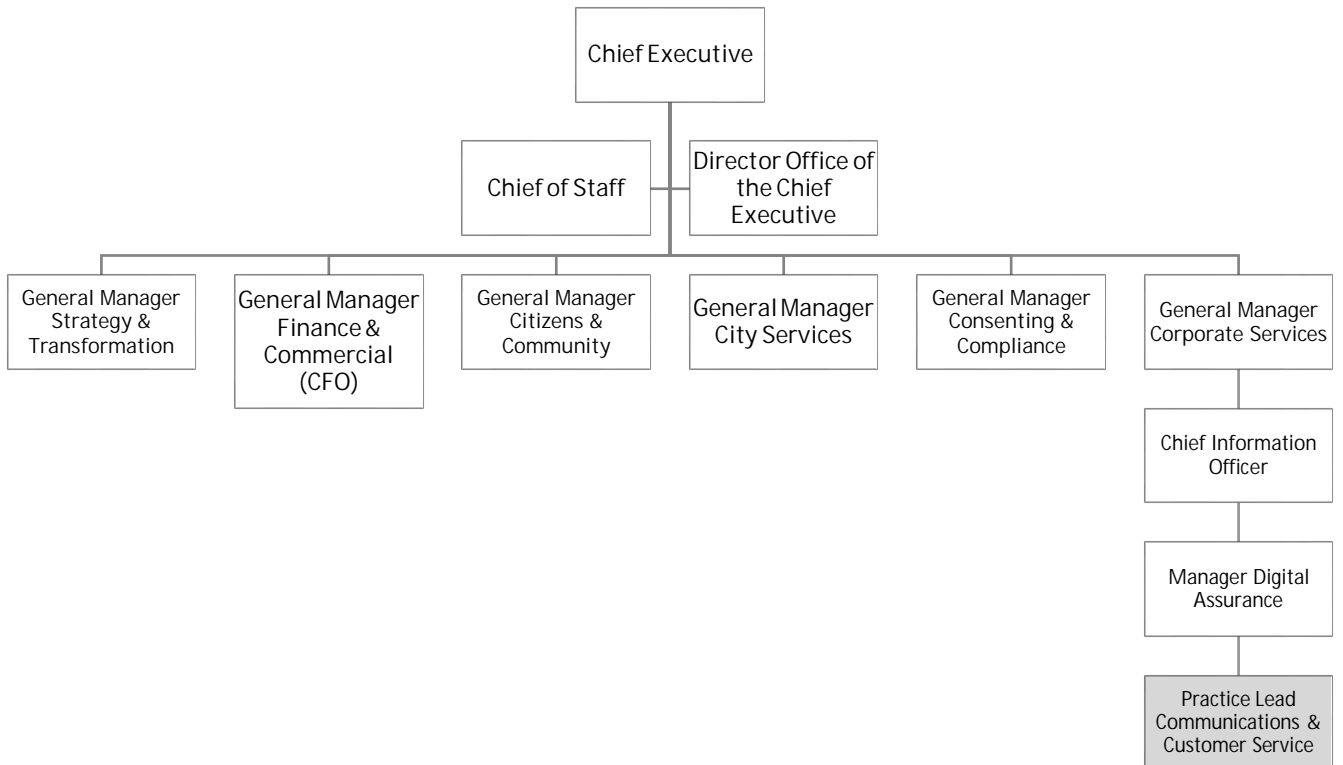 Chief Executive
Chief of Staff
Director Office of
the Chief
Executive
General Manager
Strategy &
Transformation
General Manager
Finance &
Commercial
(CFO)
General Manager
Citizens &
Community
General Manager
City Services
General Manager
Consenting &
Compliance
General Manager
Corporate Services
Chief Information
Officer
Manager Digital
Assurance
Practice Lead
Communications &
Customer Service